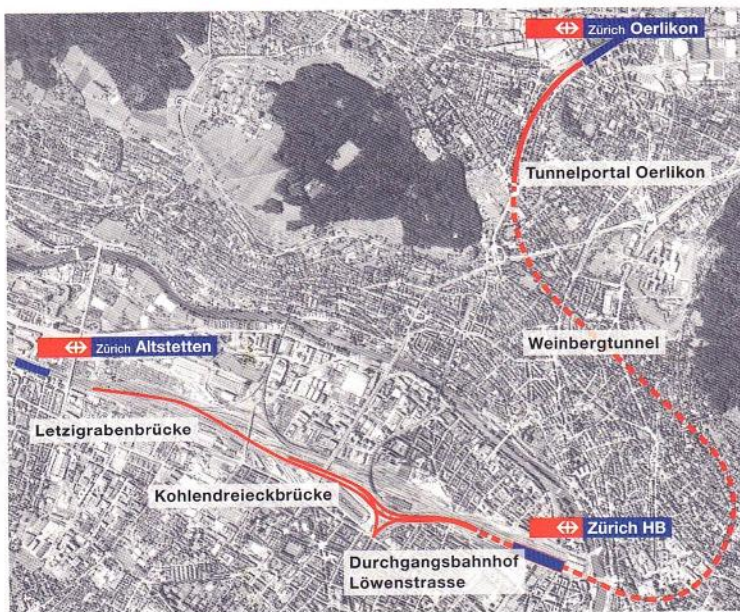 Zürich Oerlikon
Tunnelportal Oerlikon
Weinbergtunnel
Zürich Altstetten
Letzigrabenbrücke
Kohlendreieckbrücke
Zürich HB
Durchgangsbahnhof
Löwenstrasse